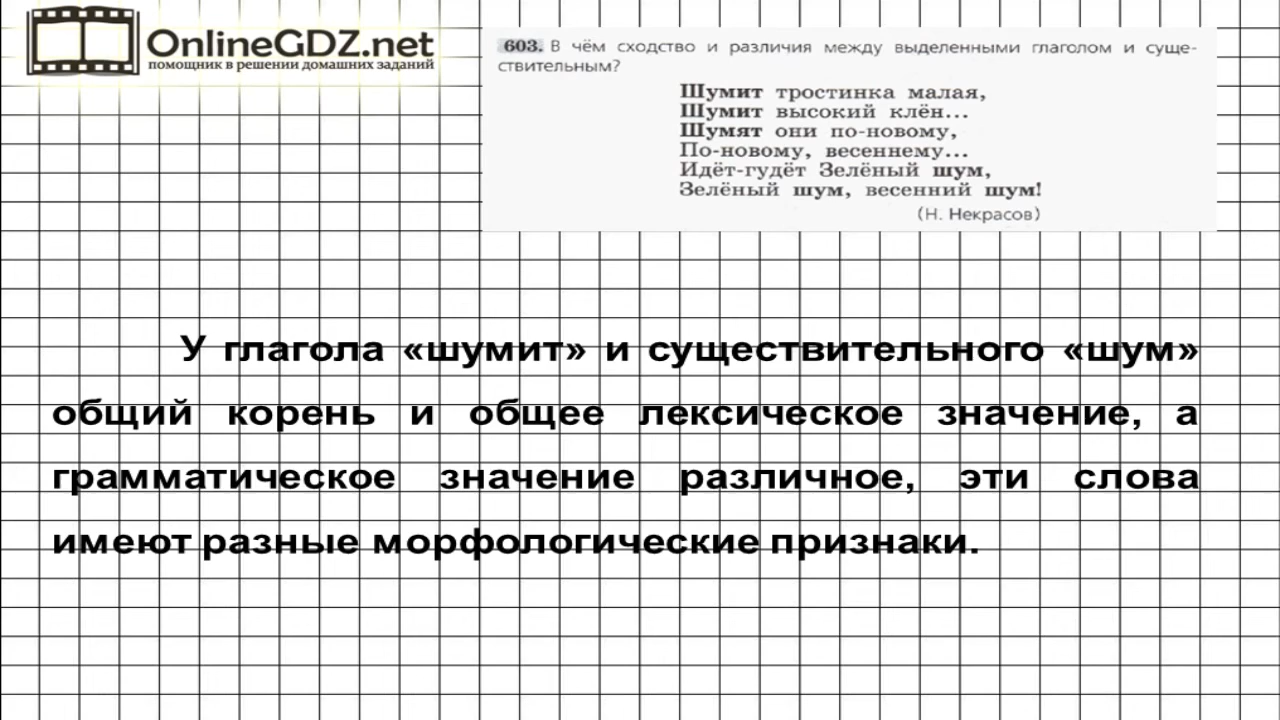 OnlineGDZ.net
помощник в решении домашних заданий
603. В чём сходство и различия между выделенными глаголом и суще-
ствительным?
Шумит тростинка малая,
Шумит высокий клён...
Шумят они по-новому,
По-новому, весеннему...
Идёт-гудёт Зелёный шум,
Зелёный шум, весенний шум!
(Н. Некрасов)
У глагола «шумит» и существительного «шум»
общий корень и общее лексическое значение, а
грамматическое значение различное, эти слова
имеют разные морфологические признаки.